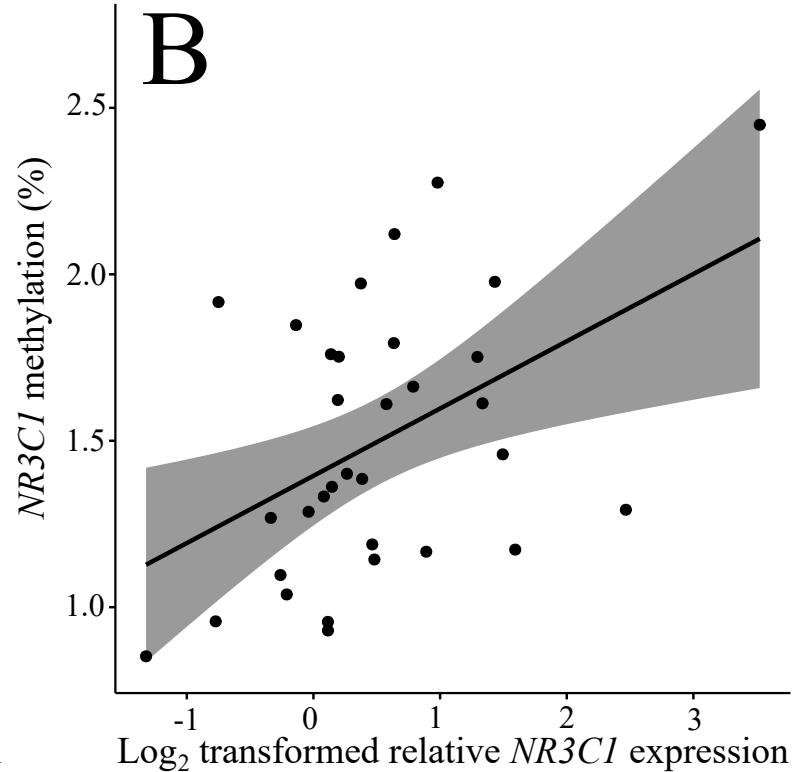 B
2.5
2.0
1.5
1.0
NR3C1 methylation (%)
-1 0 1 2 3
Log₂ transformed relative NR3C1 expression